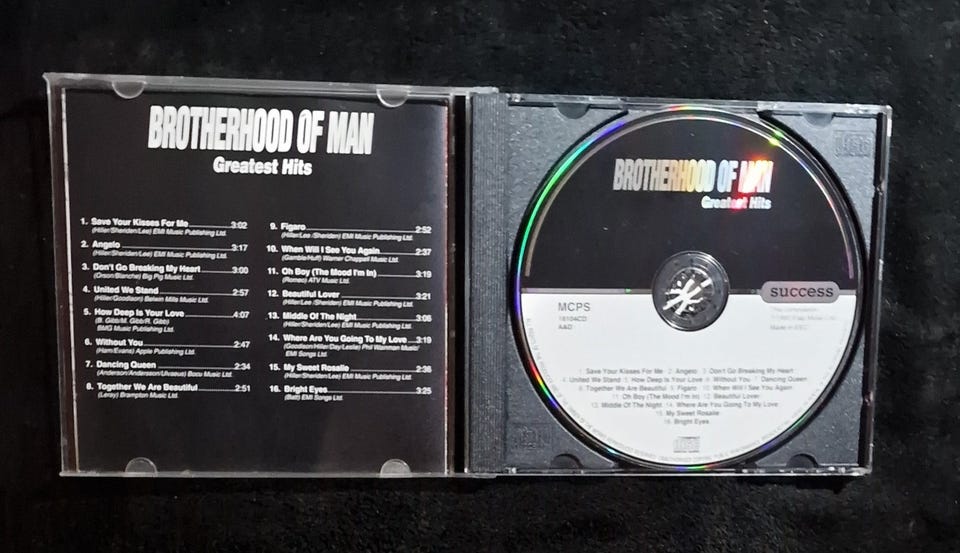 BROTHERHOOD OF MAN
Greatest Hits
1. Save Your Kisses For Me 3:02
(Hiller/Sheriden/Lee) EMI Music Publishing Ltd.
2. Angelo 3:17
(Hiller/Sheriden/Lee) EMI Music Publishing Ltd.
3. Don't Go Breaking My Heart 3:00
(Orson/Blanche) Big Pig Music Ltd.
4. United We Stand 2:57
(Hiller/Goodison) Belwin Mills Music Ltd.
5. How Deep Is Your Love 4:07
(B. Gibb/M. Gibb/R. Gibb)
BMG Music Publishing Ltd.
6. Without You 2:47
(Ham/Evans) Apple Publishing Ltd.
7. Dancing Queen 2:34
(Anderson/Andersson/Ulvaeus) Bocu Music Ltd.
8. Together We Are Beautiful 2:51
(Leray) Brampton Music Ltd.
9. Figaro 2:52
(Hiller/Lee/Sheriden) EMI Music Publishing Ltd.
10. When Will I See You Again 2:37
(Gamble/Huff) Warner Chappell Music Ltd.
11. Oh Boy (The Mood I'm In) 3:19
(Romeo) ATV Music Ltd.
12. Beautiful Lover 3:21
(Hiller/Lee/Sheriden) EMI Music Publishing Ltd.
13. Middle Of The Night 3:06
(Hiller/Sheriden/Lee) EMI Music Publishing Ltd.
14. Where Are You Going To My Love 3:19
(Goodison/Hiller/Day/Leslie) Phil Wainman Music/
EMI Songs Ltd.
15. My Sweet Rosalie 2:36
(Hiller/Sheriden/Lee) EMI Music Publishing Ltd.
16. Bright Eyes 3:25
(Batt) EMI Songs Ltd.
BROTHERHOOD OF MAN
Greatest Hits
success
MCPS
16104CD
AAD
This Compilation
Made in EEC
1 Save Your Kisses For Me 2 Angelo 3 Don't Go Breaking My Heart
4 United We Stand 5 How Deep Is Your Love 6 Without You 7 Dancing Queen
8 Together We Are Beautiful 9 Figaro 10 When Will I See You Again
11 Oh Boy (The Mood I'm In) 12 Beautiful Lover
13 Middle Of The Night 14 Where Are You Going To My Love
15 My Sweet Rosalie
16 Bright Eyes